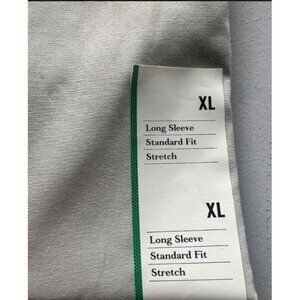 XL
Long Sleeve
Standard Fit
Stretch
XL
Long Sleeve
Standard Fit
Stretch